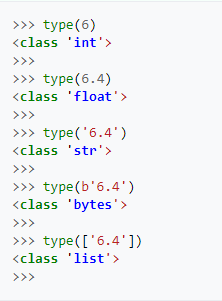 >>> type(6)
<class 'int'>
>>>
>>> type(6.4)
<class 'float'>
>>>
>>> type('6.4')
<class 'str'>
>>>
>>> type(b'6.4')
<class 'bytes'>
>>>
>>> type(['6.4'])
<class 'list'>
>>>